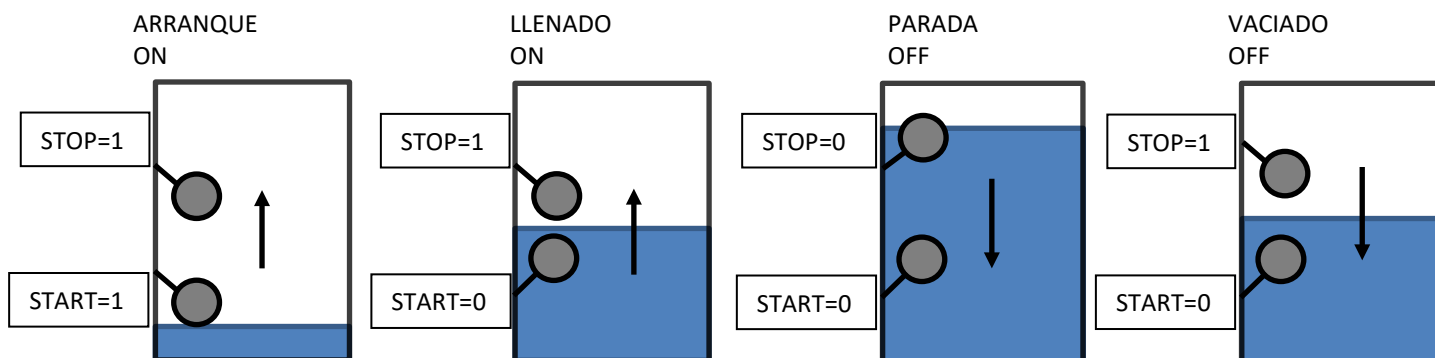 ARRANQUE
ON
STOP=1
START=1
LLENADO
ON
STOP=1
START=0
PARADA
OFF
STOP=0
START=0
VACIADO
OFF
STOP=1
START=0